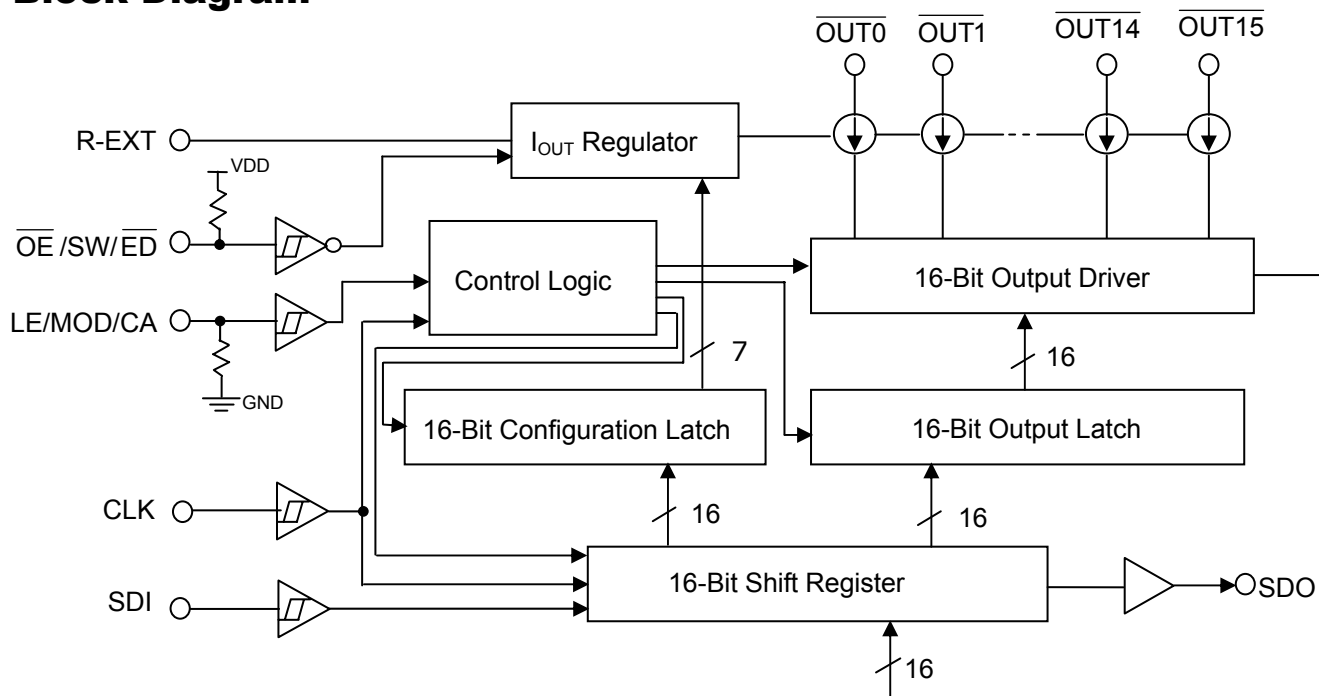 Block Diagram
OUT0 OUT1 OUT14 OUT15
R-EXT
I_OUT Regulator
VDD
OE/SW/ED
Control Logic
16-Bit Output Driver
LE/MOD/CA
7
16
GND
16-Bit Configuration Latch
16-Bit Output Latch
CLK
16
16
16-Bit Shift Register
SDI
SDO
16